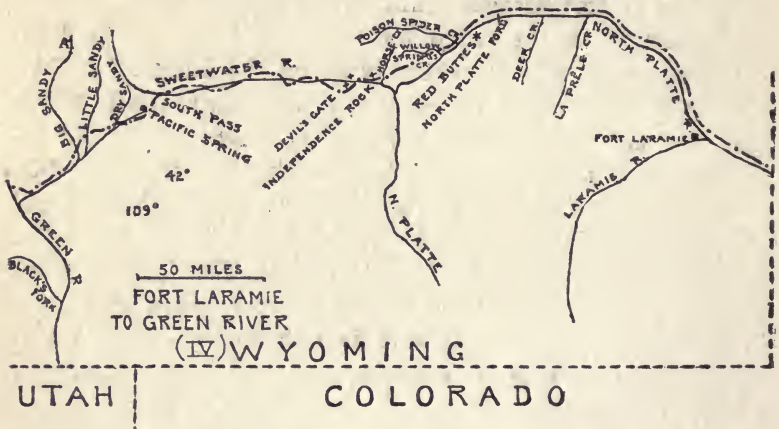 BIG SANDY R.
LITTLE SANDY
DRY SANDY
SWEETWATER R.
SOUTH PASS
PACIFIC SPRING
DEVIL'S GATE
INDEPENDENCE ROCK
HORSE CR.
POISON SPIDER CR.
WILLOW
SPRINGS
CR.
RED BUTTES
NORTH PLATTE FORD
DEER CR.
LA PRÊLE CR.
NORTH PLATTE
FORT LARAMIE
LARAMIE R.
N. PLATTE
42°
109°
GREEN R
BLACK'S
FORK
50 MILES
FORT LARAMIE
TO GREEN RIVER
(IV) WYOMING
UTAH
COLORADO